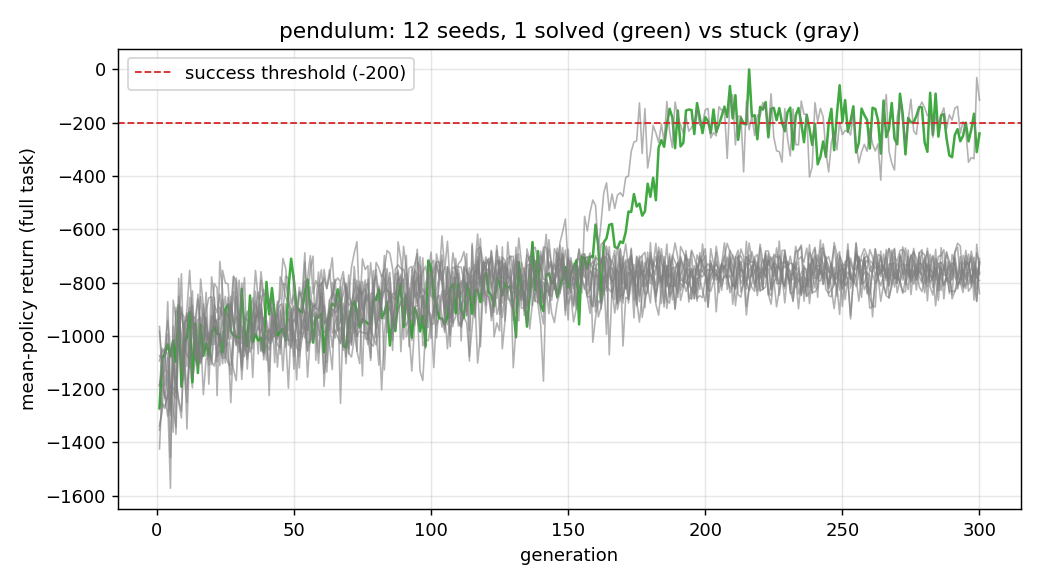 pendulum: 12 seeds, 1 solved (green) vs stuck (gray)
success threshold (-200)
mean-policy return (full task)
0
−200
−400
−600
−800
−1000
−1200
−1400
−1600
0 50 100 150 200 250 300
generation